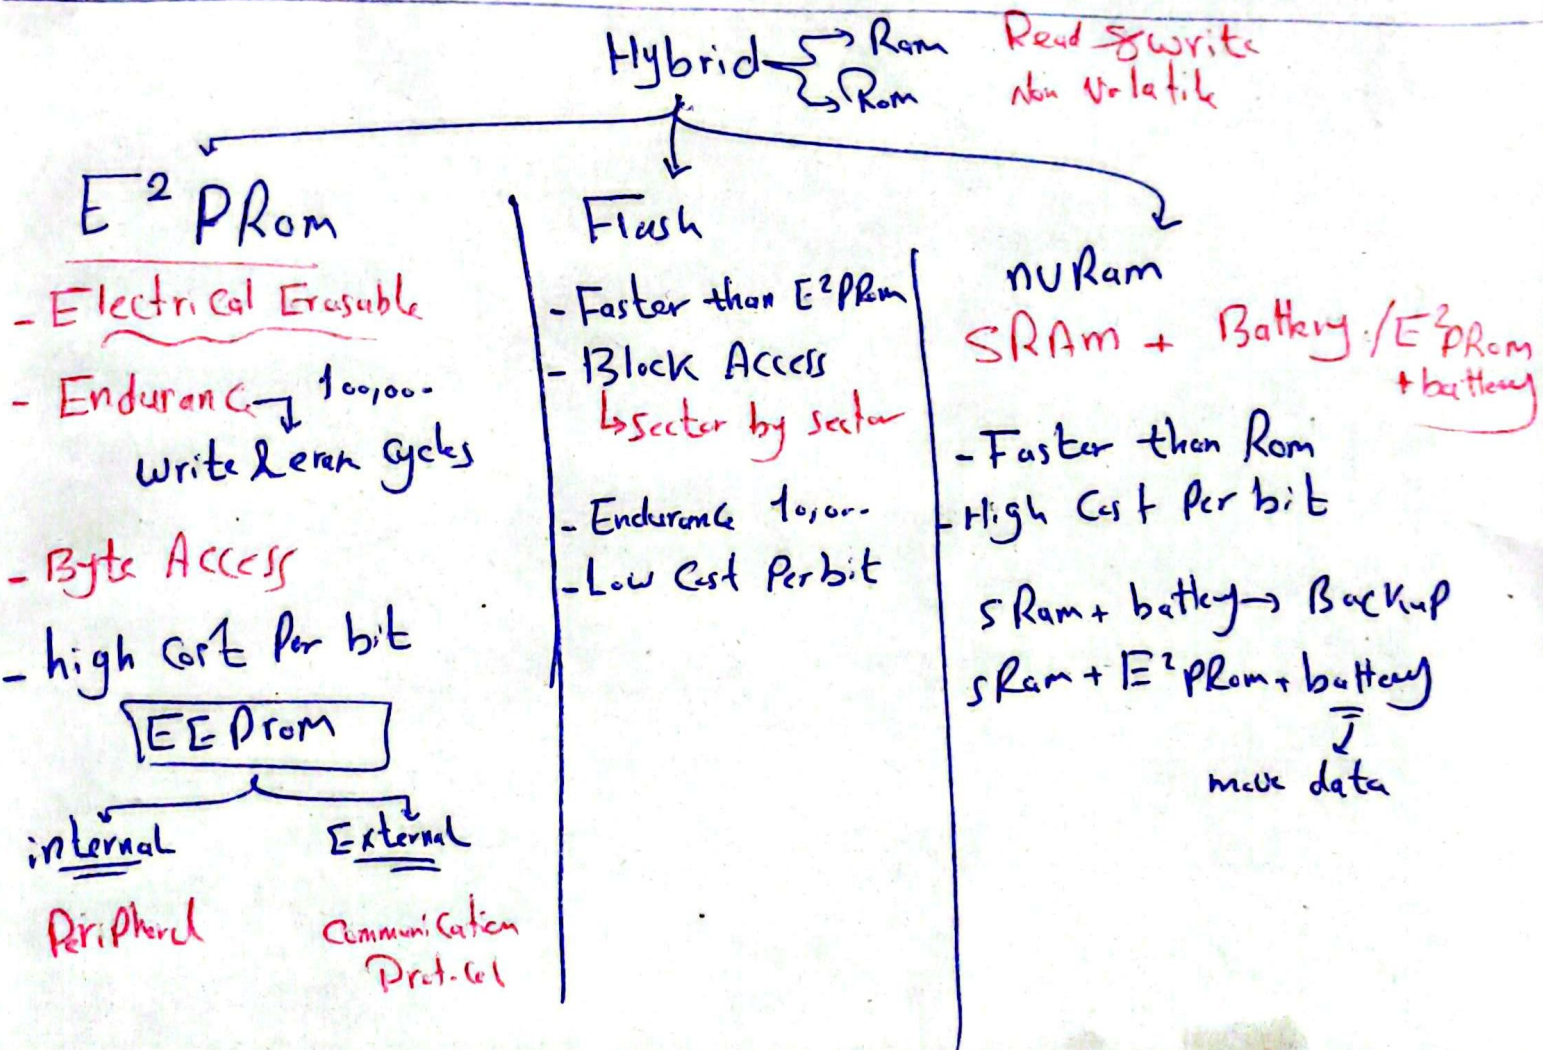 Hybrid Ram Read & write
Rom Non Volatile
E² PRom
- Electrical Erasable
- Endurance 100,000
write & erase cycles
- Byte Access
- high cost Per bit
EEProm
internal External
Peripheral Communication
Protocol
Flash
- Faster than E²PRom
- Block Access
sector by sector
- Endurance 10,000
- Low Cost Per bit
nvRam
SRAm + Battery / E²PRom
+ battery
- Faster than Rom
- High Cost Per bit
sRam + battery → Backup
sRam + E²PRom + battery
move data